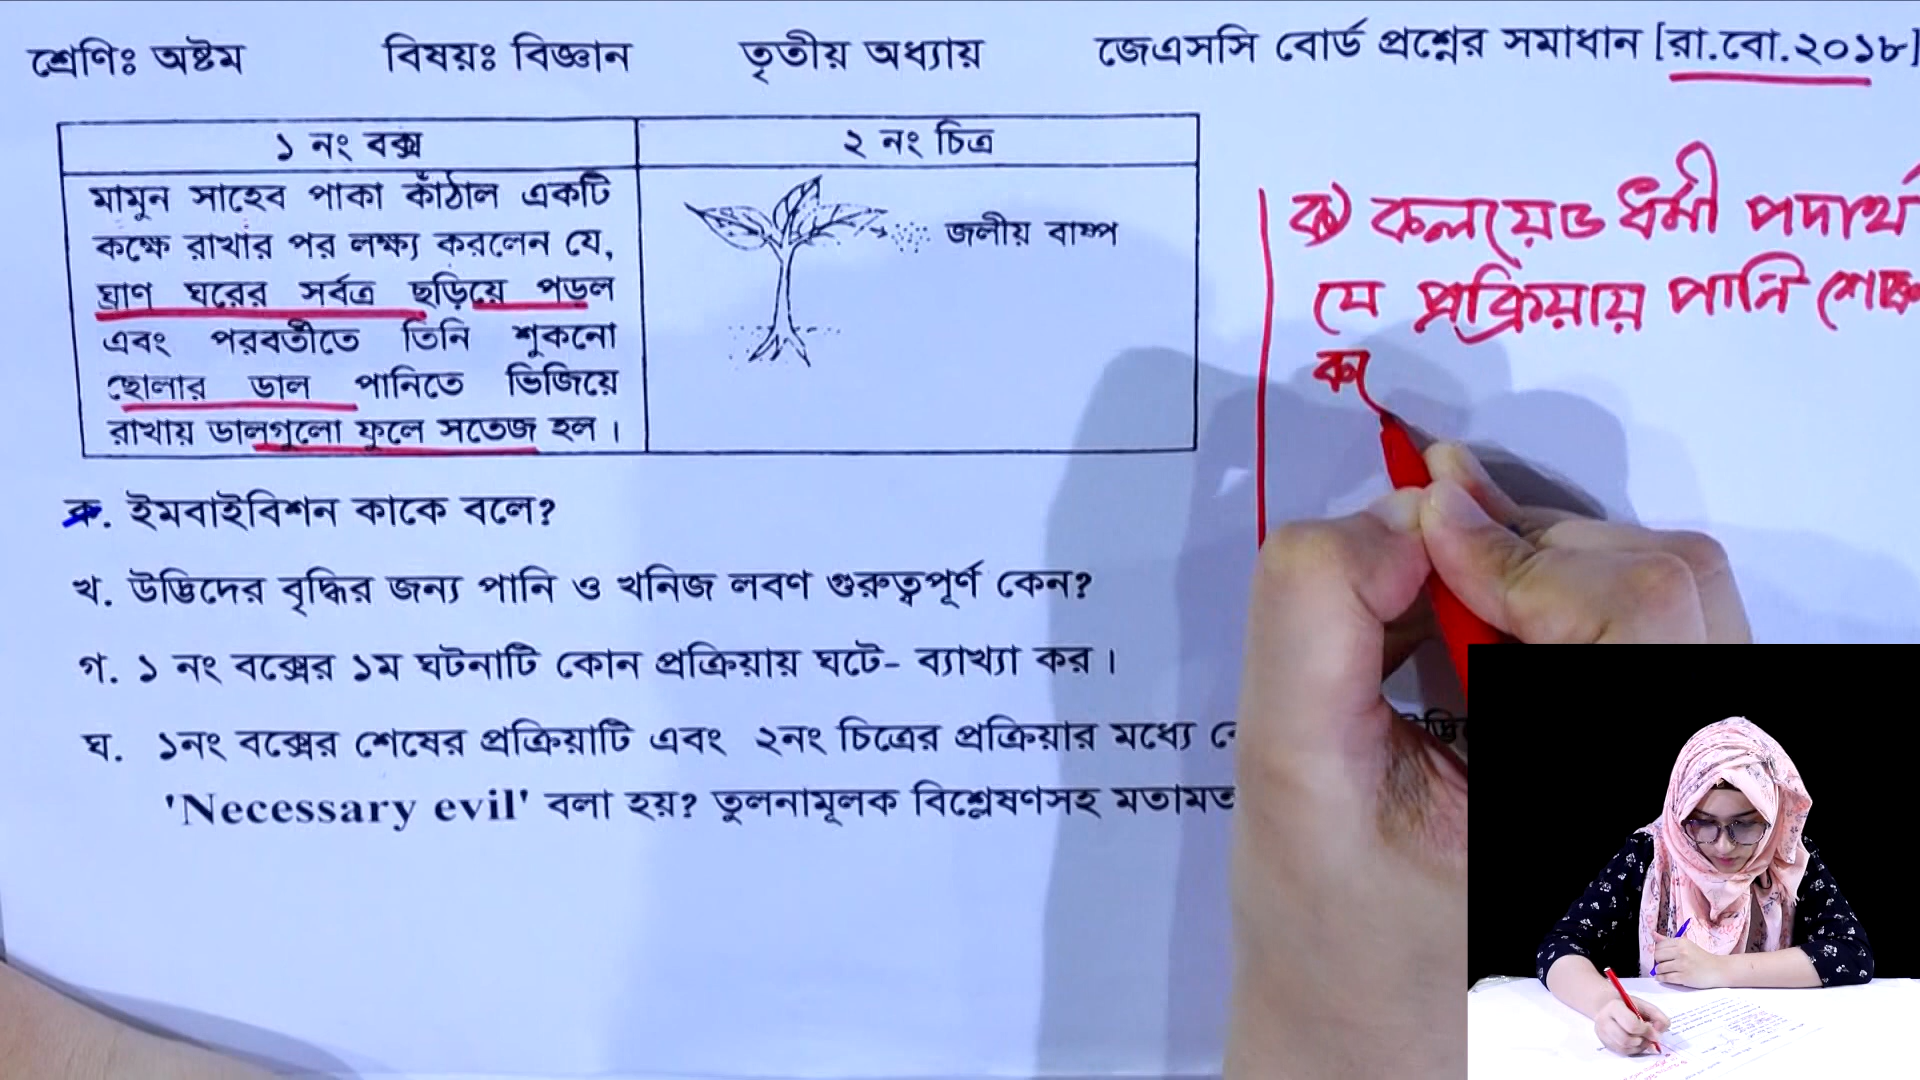 শ্রেণিঃ অষ্টম বিষয়ঃ বিজ্ঞান তৃতীয় অধ্যায় জেএসসি বোর্ড প্রশ্নের সমাধান [রা.বো.২০১৮]
১ নং বক্স
মামুন সাহেব পাকা কাঁঠাল একটি
কক্ষে রাখার পর লক্ষ্য করলেন যে,
ঘ্রাণ ঘরের সর্বত্র ছড়িয়ে পড়ল
এবং পরবর্তীতে তিনি শুকনো
ছোলার ডাল পানিতে ভিজিয়ে
রাখায় ডালগুলো ফুলে সতেজ হল।
২ নং চিত্র
জলীয় বাষ্প
ক) কলয়েড ধর্মী পদার্থ
যে প্রক্রিয়ায় পানি
ক. ইমবাইবিশন কাকে বলে?
খ. উদ্ভিদের বৃদ্ধির জন্য পানি ও খনিজ লবণ গুরুত্বপূর্ণ কেন?
গ. ১ নং বক্সের ১ম ঘটনাটি কোন প্রক্রিয়ায় ঘটে- ব্যাখ্যা কর।
ঘ. ১নং বক্সের শেষের প্রক্রিয়াটি এবং ২নং চিত্রের প্রক্রিয়ার মধ্যে
'Necessary evil' বলা হয়? তুলনামূলক বিশ্লেষণসহ মতামত